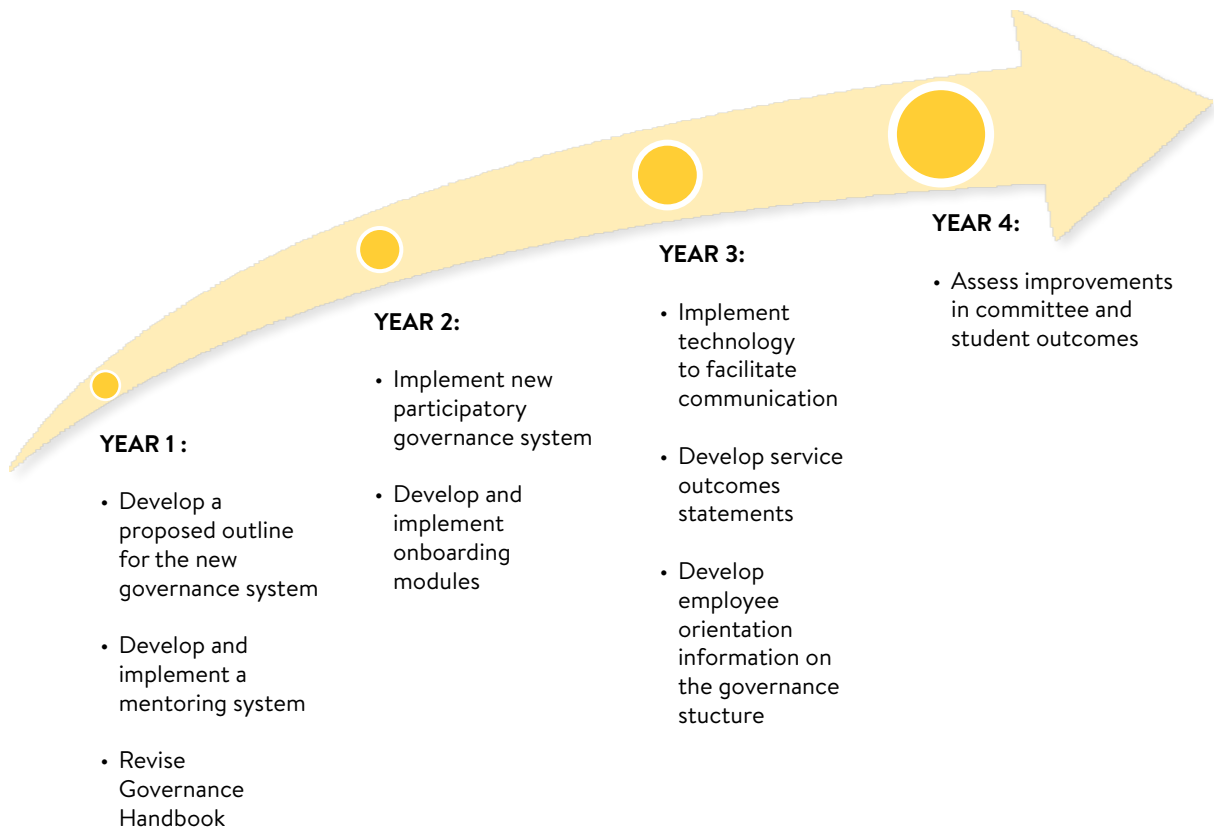 YEAR 1 :
• Develop a
proposed outline
for the new
governance system
• Develop and
implement a
mentoring system
• Revise
Governance
Handbook
YEAR 2:
• Implement new
participatory
governance system
• Develop and
implement
onboarding
modules
YEAR 3:
• Implement
technology
to facilitate
communication
• Develop service
outcomes
statements
• Develop
employee
orientation
information on
the governance
stucture
YEAR 4:
• Assess improvements
in committee and
student outcomes